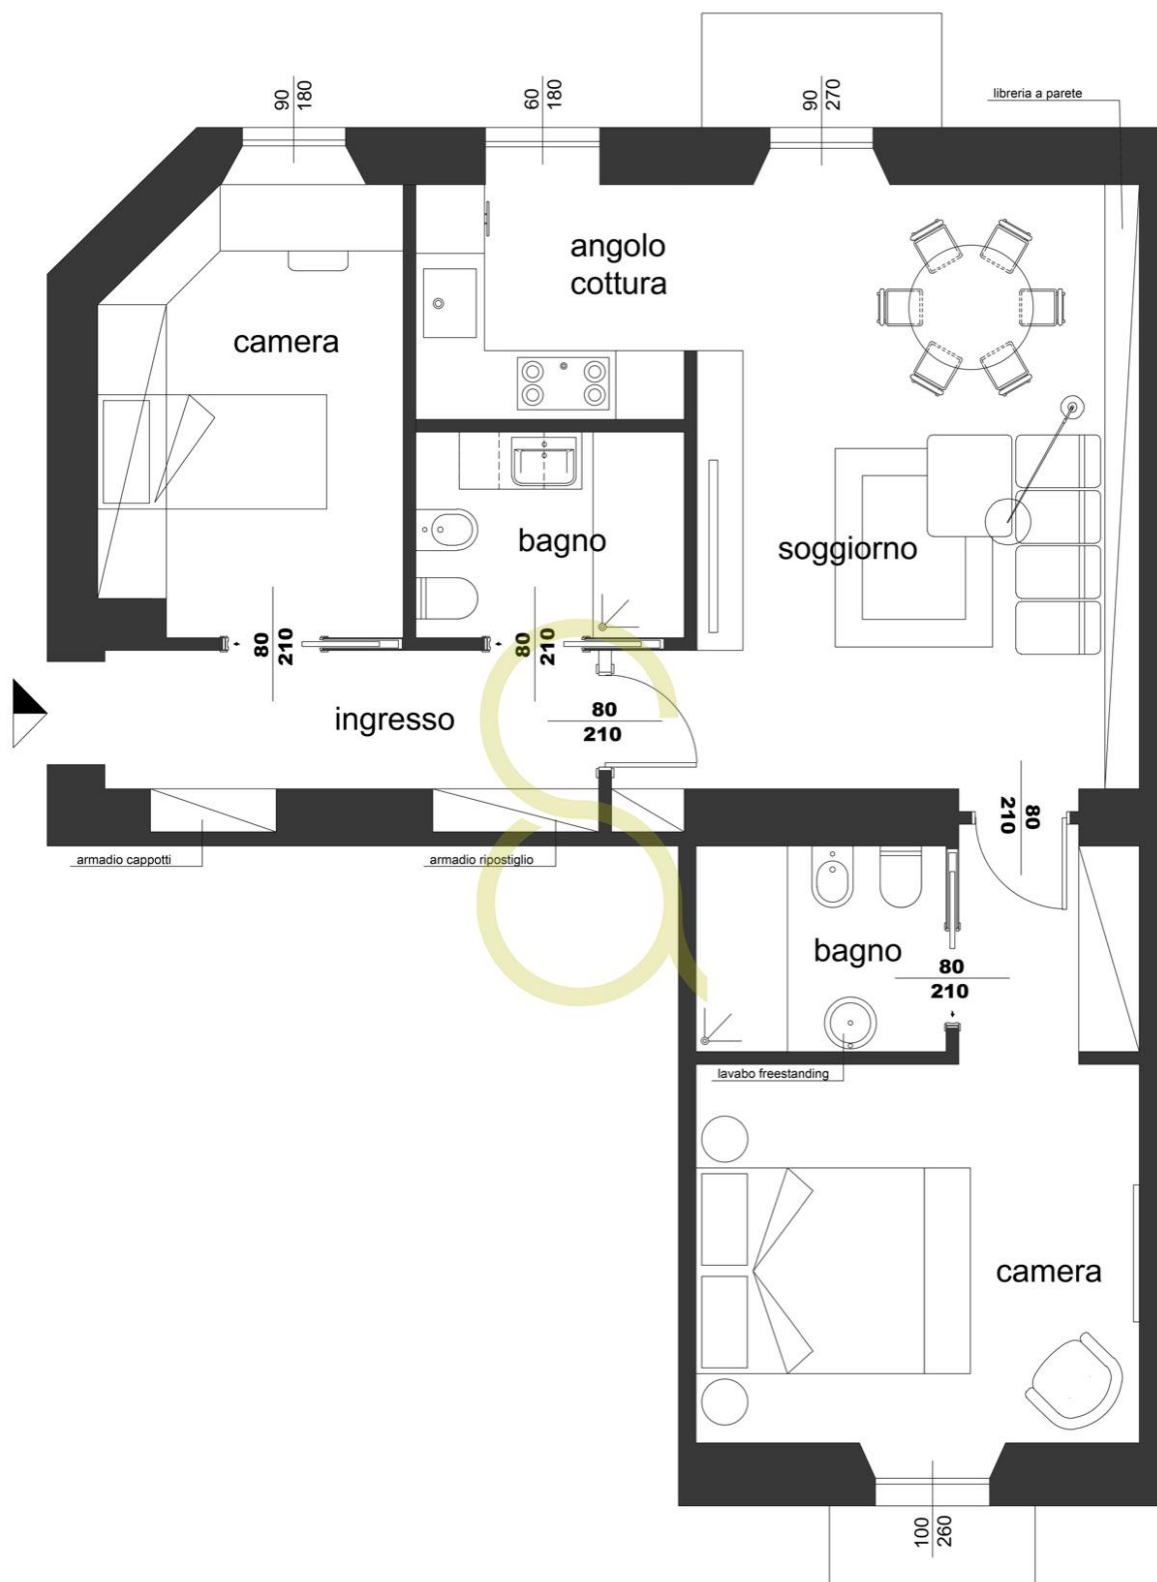 90
180
60
180
90
270
libreria a parete
angolo
cottura
camera
bagno
soggiorno
80
210
80
210
ingresso
80
210
80
210
armadio cappotti
armadio ripostiglio
bagno
80
210
lavabo freestanding
camera
100
260